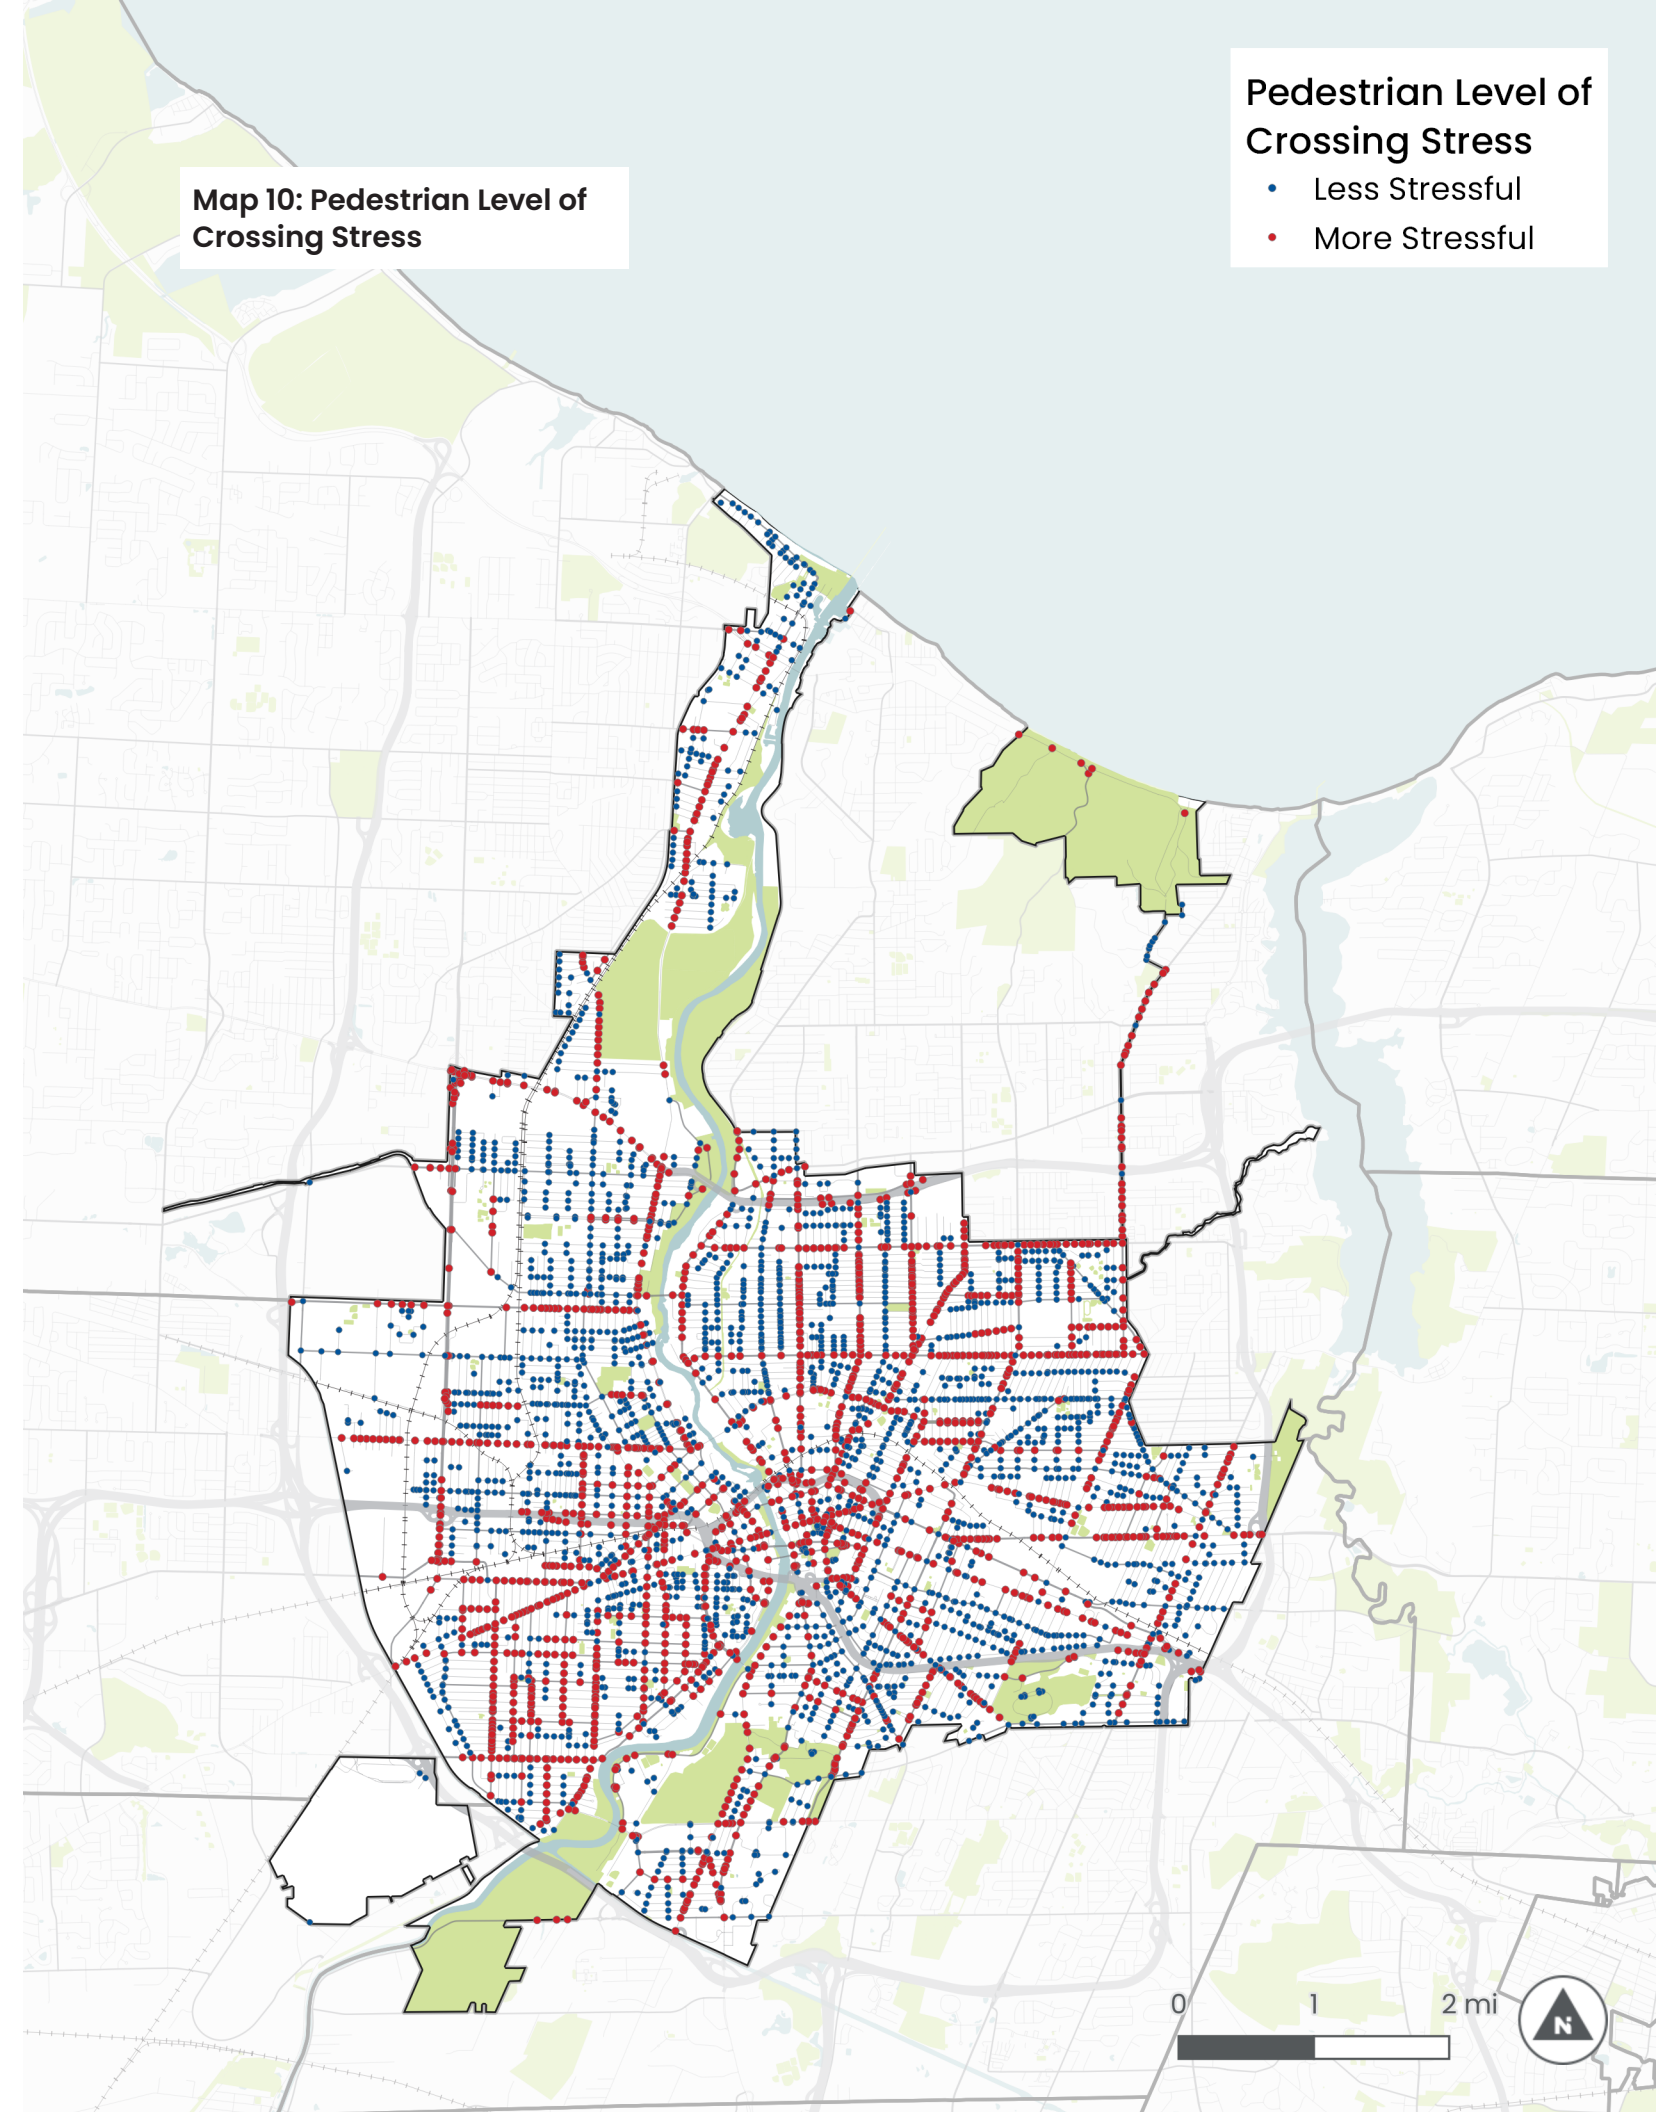 Pedestrian Level of
Crossing Stress
Less Stressful
More Stressful
Map 10: Pedestrian Level of
Crossing Stress
0 1 2 mi
N